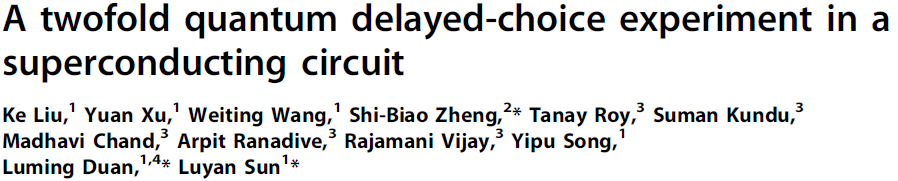 A twofold quantum delayed-choice experiment in a
superconducting circuit
Ke Liu,¹ Yuan Xu,¹ Weiting Wang,¹ Shi-Biao Zheng,²* Tanay Roy,³ Suman Kundu,³
Madhavi Chand,³ Arpit Ranadive,³ Rajamani Vijay,³ Yipu Song,¹
Luming Duan,¹,⁴* Luyan Sun¹*